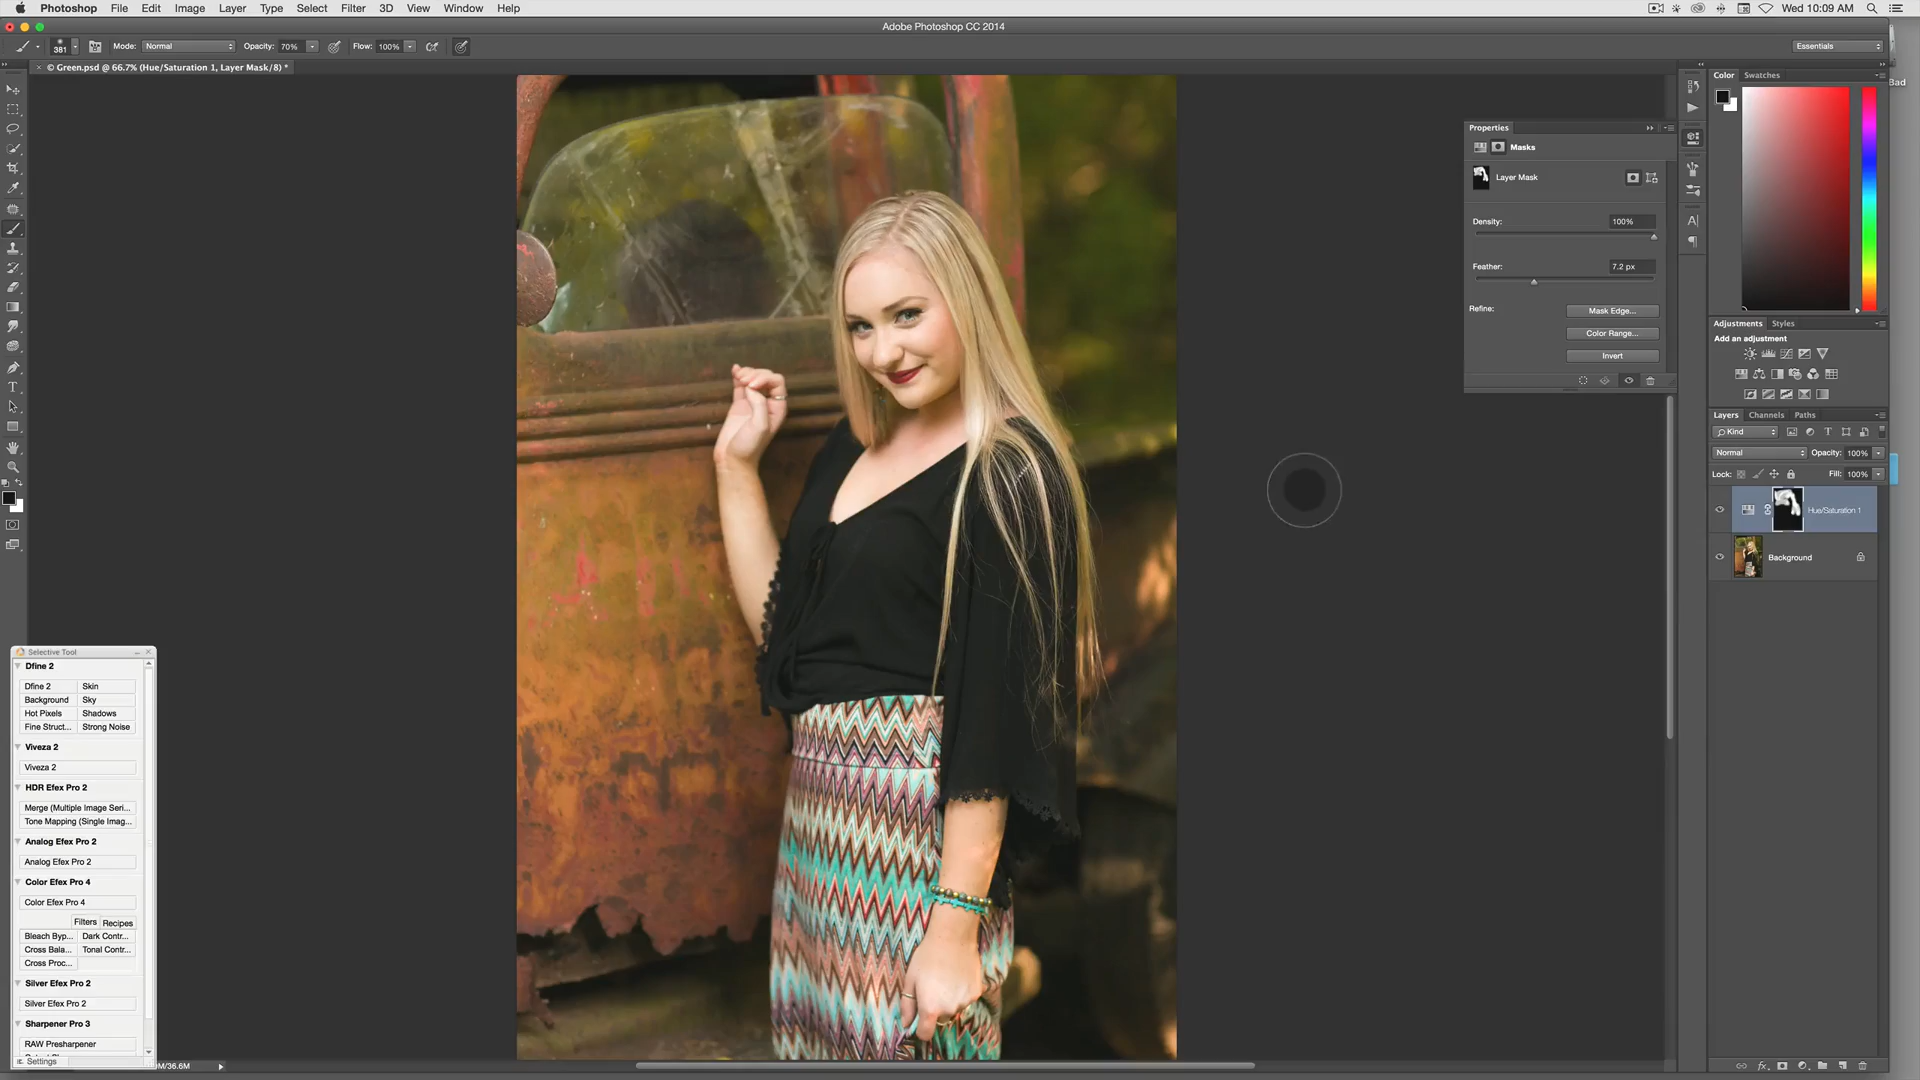 Photoshop File Edit Image Layer Type Select Filter 3D View Window Help
Wed 10:09 AM
Adobe Photoshop CC 2014
381
Mode: Normal Opacity: 70% Flow: 100%
Essentials
× © Green.psd @ 66.7% (Hue/Saturation 1, Layer Mask/8) *
Bad
Color Swatches
Properties
Masks
Layer Mask
Density: 100%
Feather: 7.2 px
Refine: Mask Edge...
Color Range...
Invert
Adjustments Styles
Add an adjustment
Layers Channels Paths
Kind
Normal Opacity: 100%
Lock: Fill: 100%
Hue/Saturation 1
Background
Selective Tool
Dfine 2
Dfine 2 Skin
Background Sky
Hot Pixels Shadows
Fine Struct... Strong Noise
Viveza 2
Viveza 2
HDR Efex Pro 2
Merge (Multiple Image Seri...
Tone Mapping (Single Imag...
Analog Efex Pro 2
Analog Efex Pro 2
Color Efex Pro 4
Color Efex Pro 4
Filters Recipes
Bleach Byp... Dark Contr...
Cross Bala... Tonal Contr...
Cross Proc...
Silver Efex Pro 2
Silver Efex Pro 2
Sharpener Pro 3
RAW Presharpener
Settings
M/36.6M